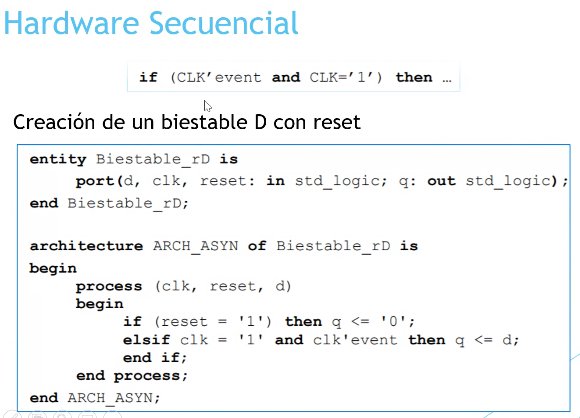 Hardware Secuencial
if (CLK’event and CLK=’1’) then …
Creación de un biestable D con reset
entity Biestable_rD is
port(d, clk, reset: in std_logic; q: out std_logic);
end Biestable_rD;
architecture ARCH_ASYN of Biestable_rD is
begin
process (clk, reset, d)
begin
if (reset = '1') then q <= '0';
elsif clk = '1' and clk'event then q <= d;
end if;
end process;
end ARCH_ASYN;